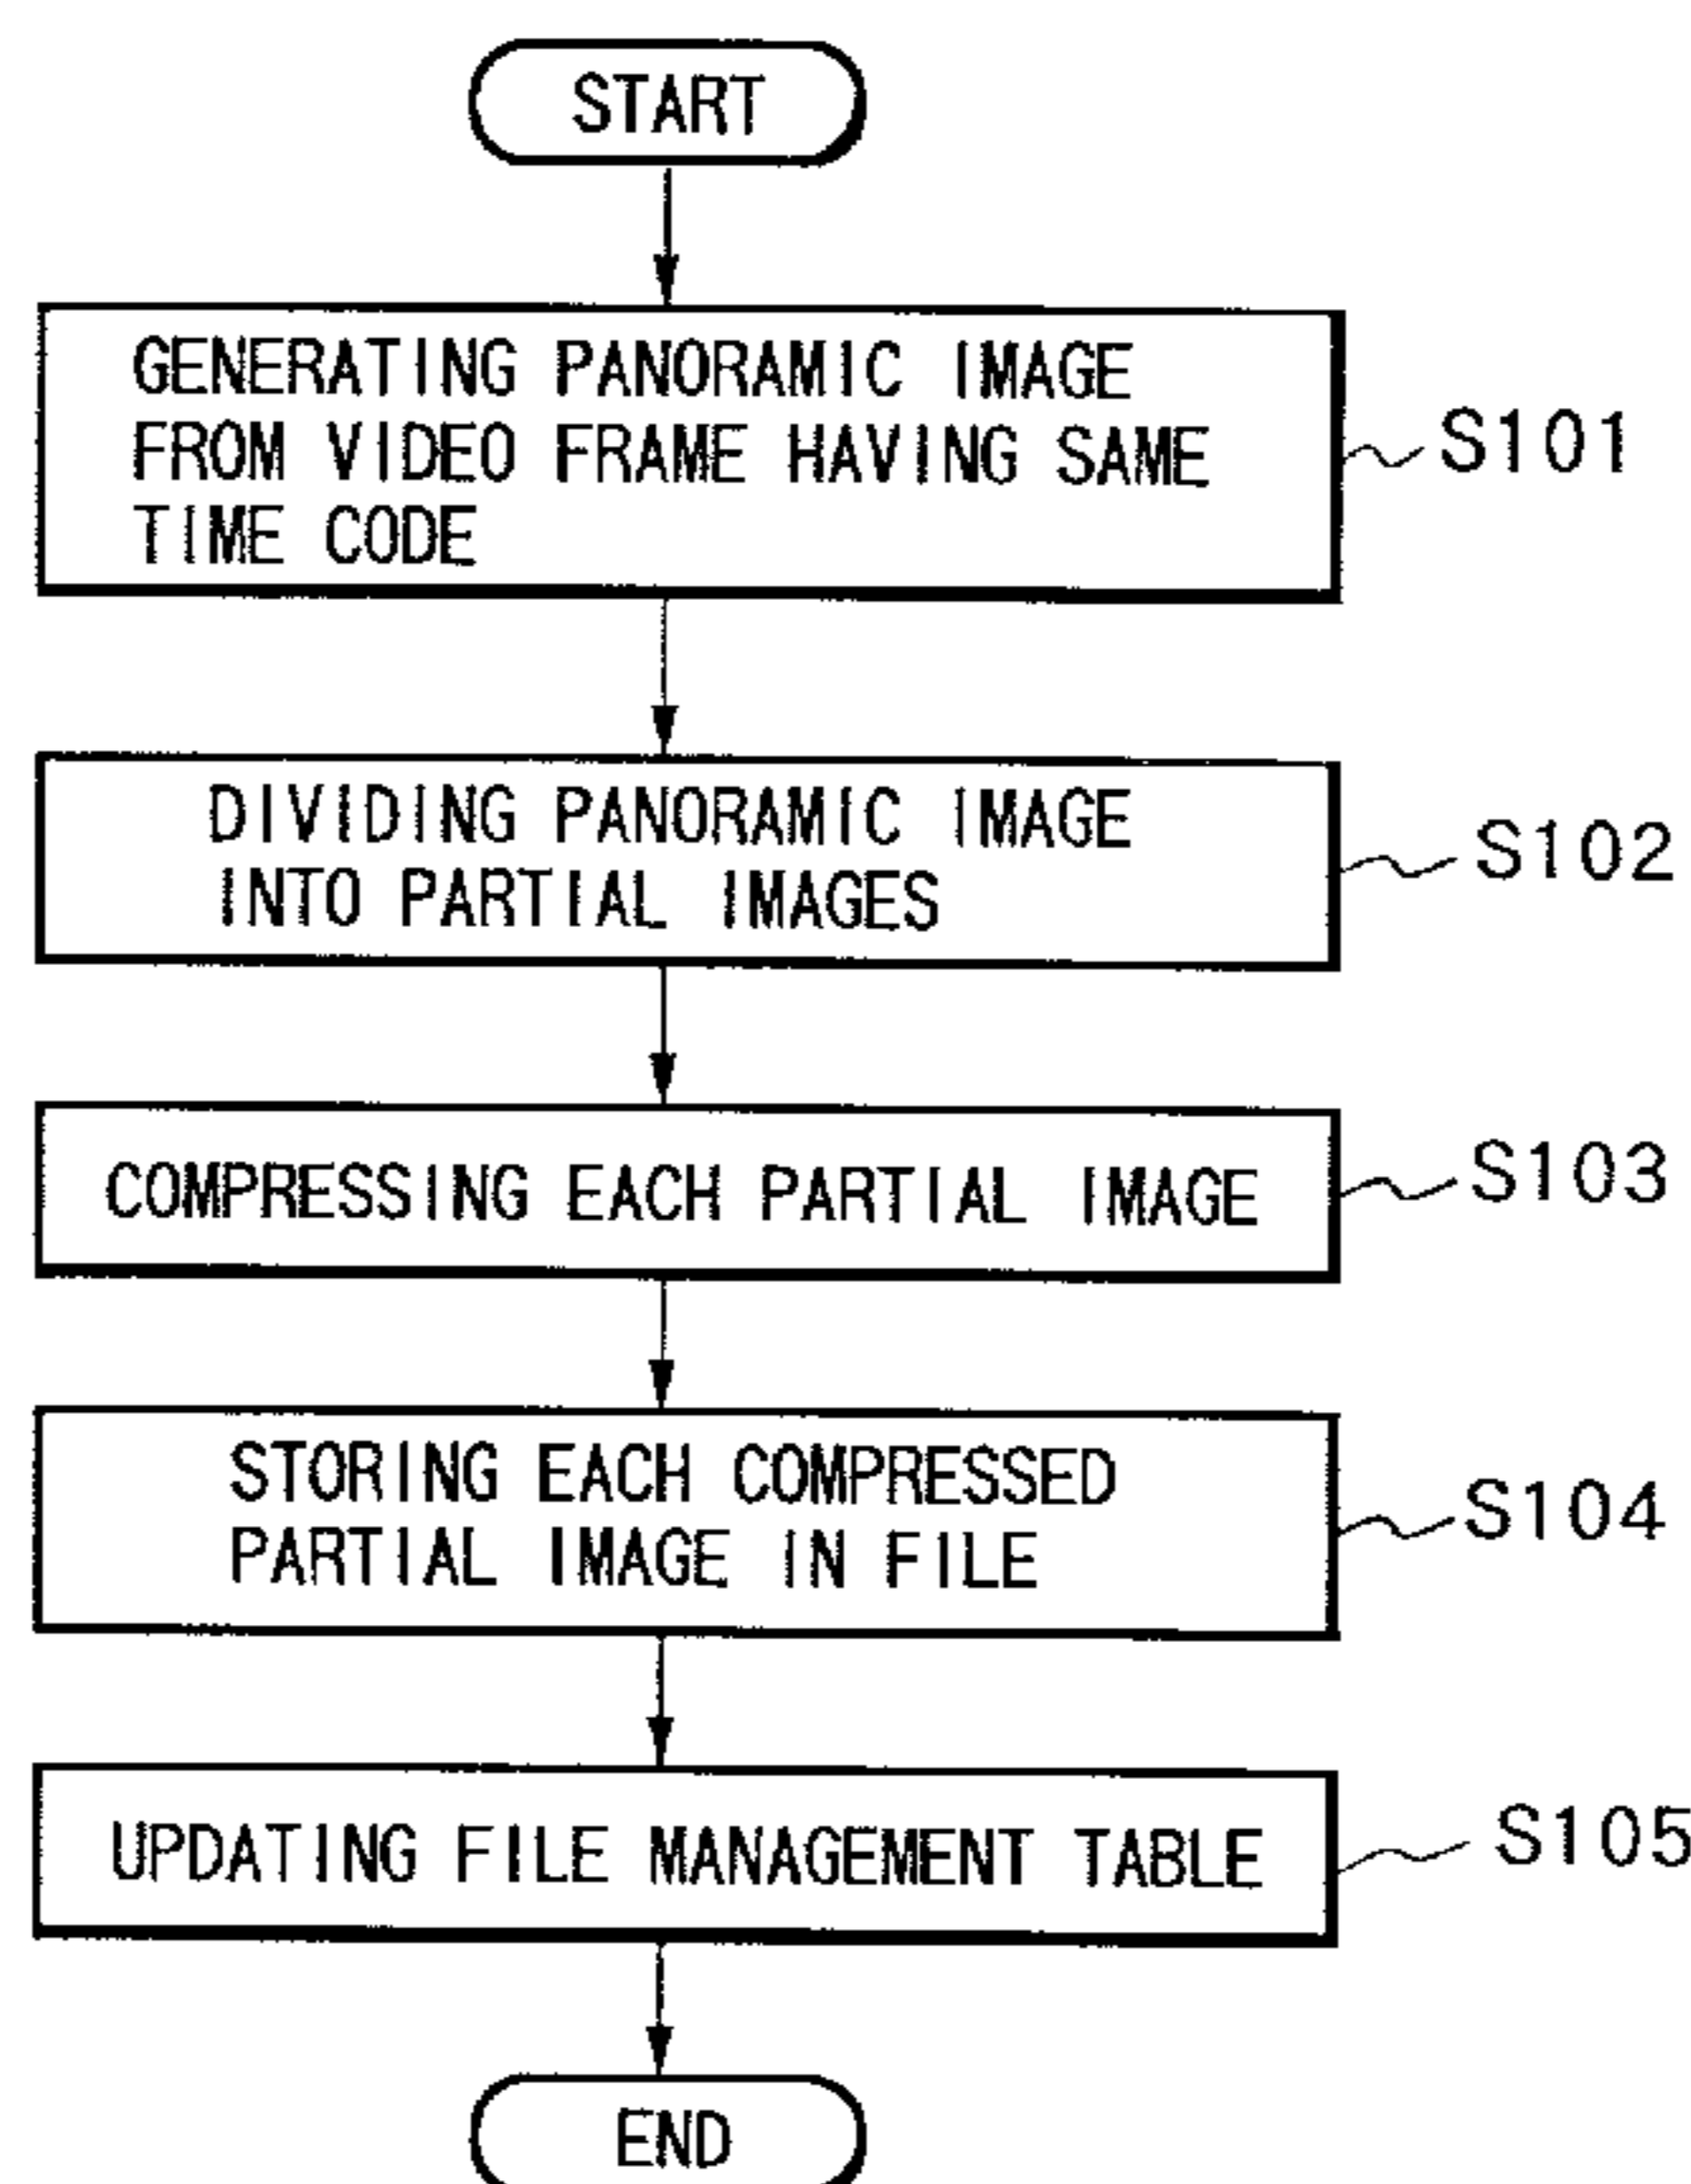 START
GENERATING PANORAMIC IMAGE
FROM VIDEO FRAME HAVING SAME
TIME CODE
S101
DIVIDING PANORAMIC IMAGE
INTO PARTIAL IMAGES
S102
COMPRESSING EACH PARTIAL IMAGE
S103
STORING EACH COMPRESSED
PARTIAL IMAGE IN FILE
S104
UPDATING FILE MANAGEMENT TABLE
S105
END